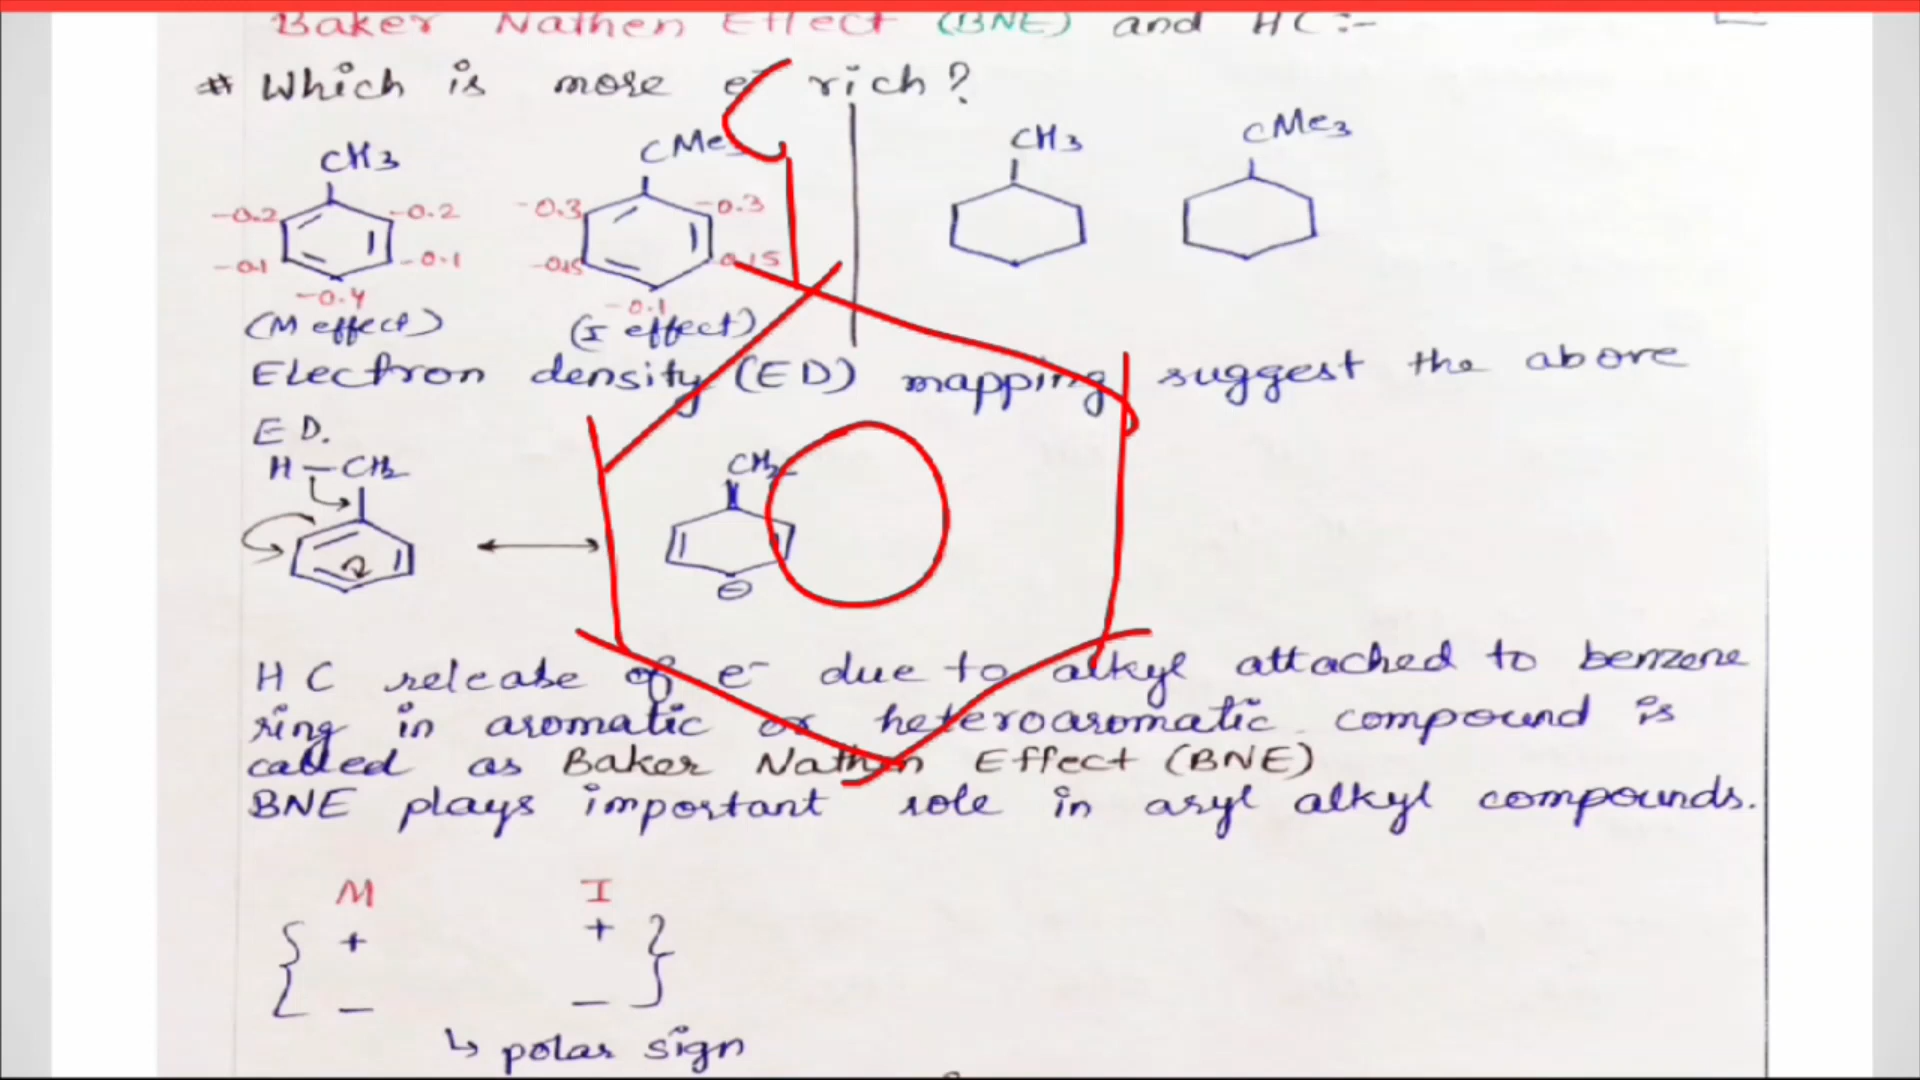 Baker Nathen Effect (BNE) and HC:-
# Which is more e⁻ rich?
CH3 CMe3 CH3 CMe3
-0.2 -0.2 -0.3 -0.3
-0.1 -0.1 -0.15 -0.15
-0.4 -0.1
(M effect) (I effect)
Electron density (ED) mapping suggest the above
ED.
H-CH2 CH2
⊖
HC release of e⁻ due to alkyl attached to benzene
ring in aromatic or heteroaromatic compound is
called as Baker Nathen Effect (BNE)
BNE plays important role in aryl alkyl compounds.
M I
{ + + }
- -
↳ polar sign